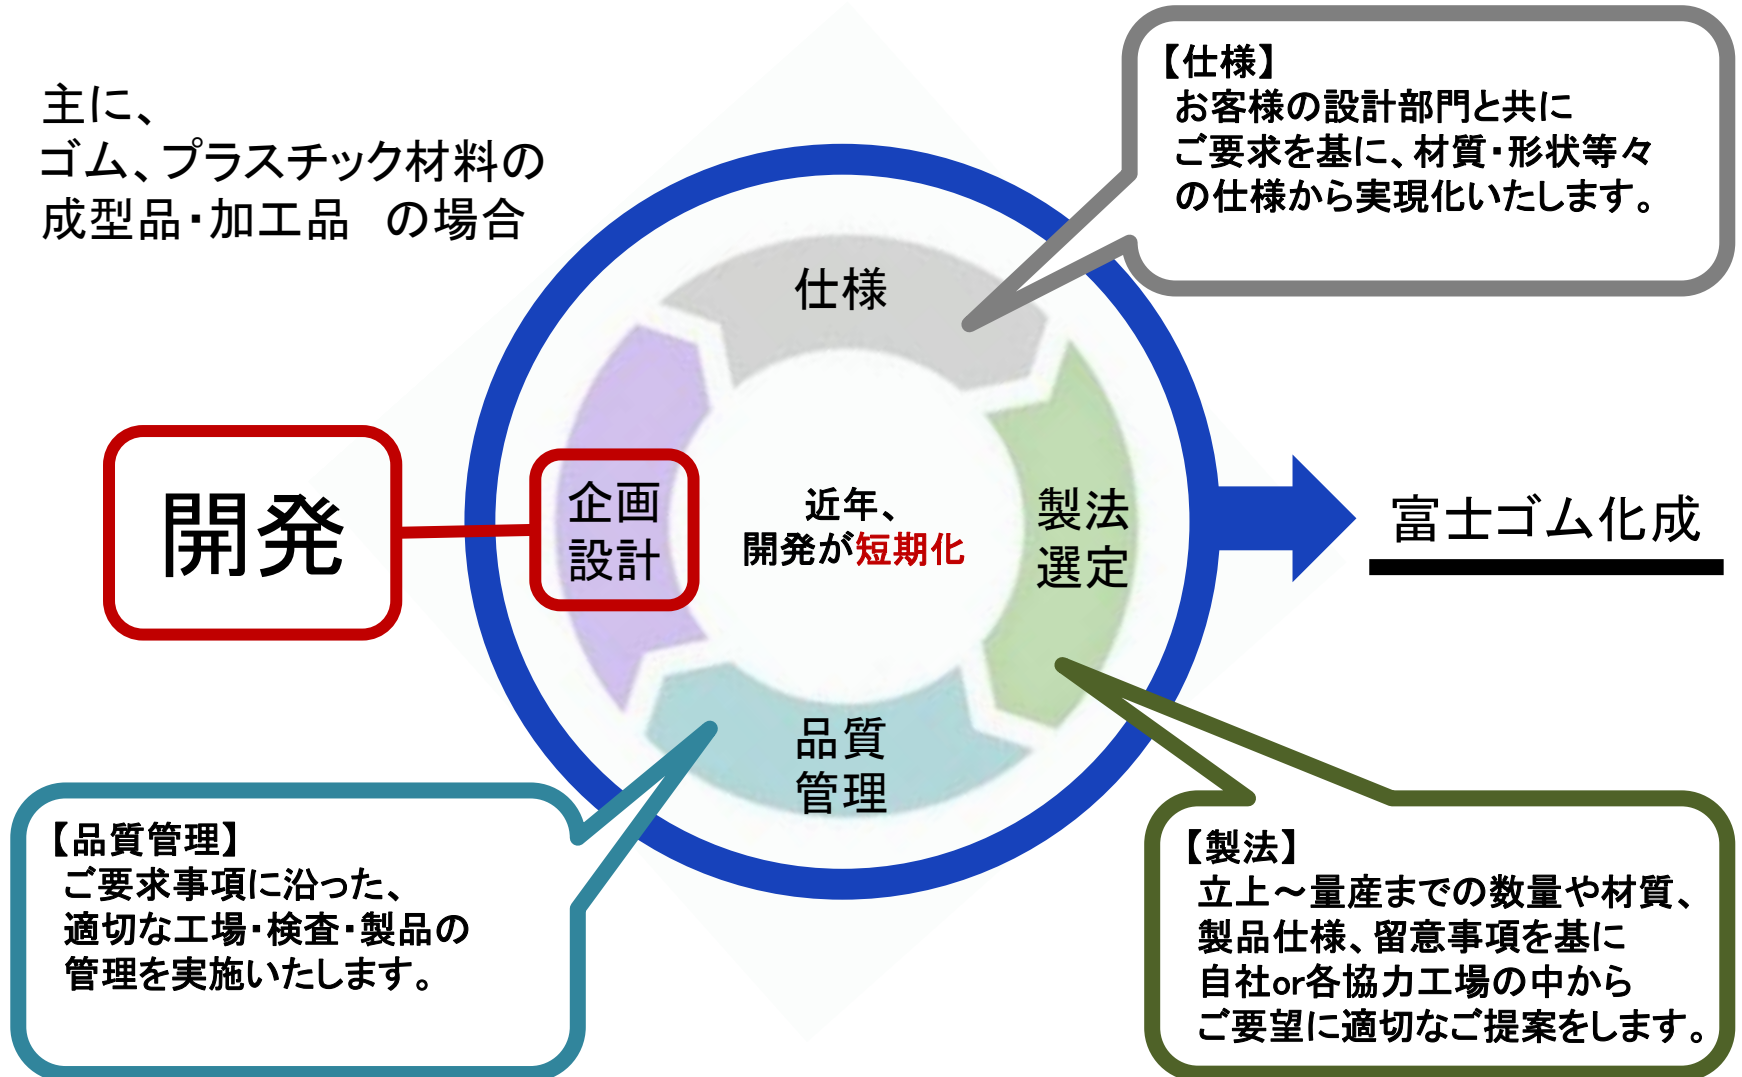 主に、
ゴム、プラスチック材料の
成型品・加工品　の場合
【仕様】
お客様の設計部門と共に
ご要求を基に、材質・形状等々
の仕様から実現化いたします。
仕様
開発
企画
設計
近年、
開発が短期化
製法
選定
富士ゴム化成
品質
管理
【品質管理】
ご要求事項に沿った、
適切な工場・検査・製品の
管理を実施いたします。
【製法】
立上～量産までの数量や材質、
製品仕様、留意事項を基に
自社or各協力工場の中から
ご要望に適切なご提案をします。